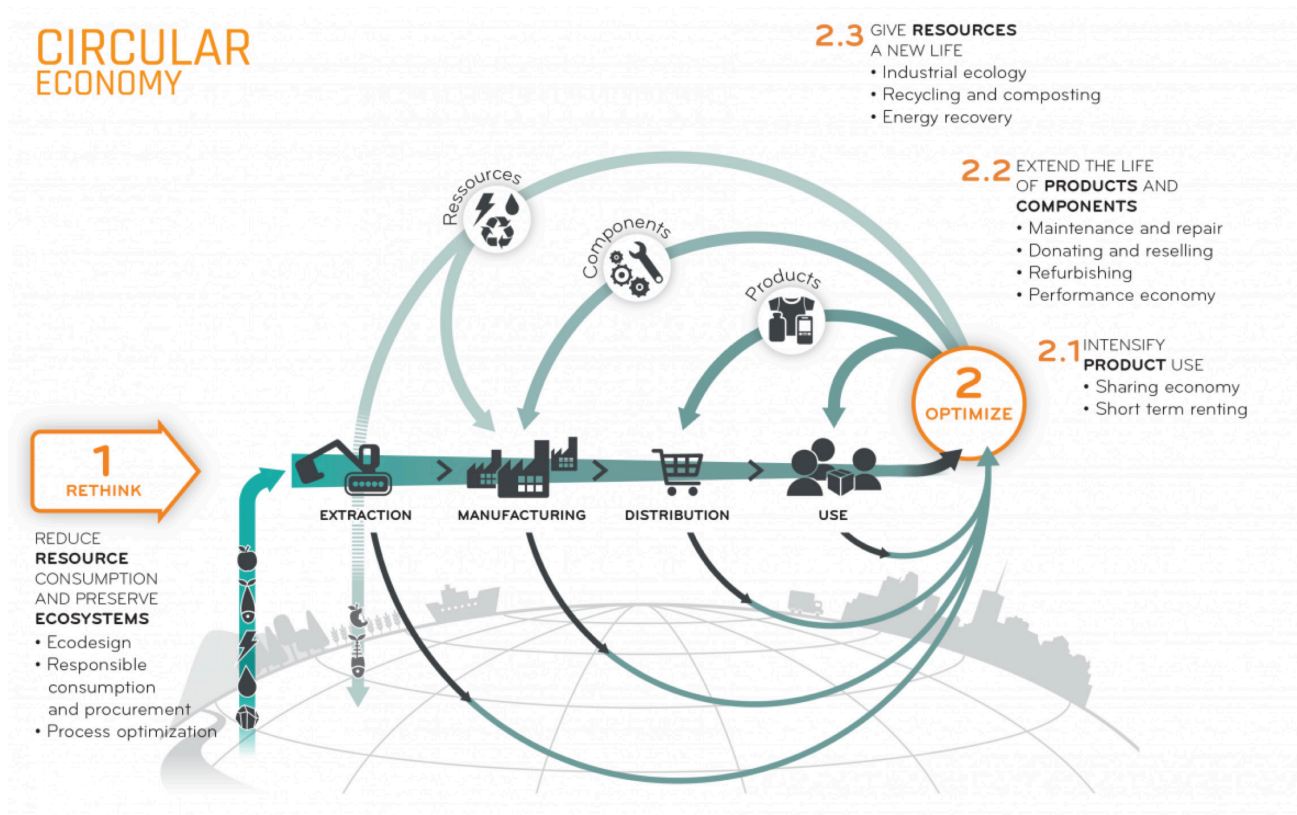 CIRCULAR
ECONOMY
2.3 GIVE RESOURCES
A NEW LIFE
• Industrial ecology
• Recycling and composting
• Energy recovery
2.2 EXTEND THE LIFE
OF PRODUCTS AND
COMPONENTS
• Maintenance and repair
• Donating and reselling
• Refurbishing
• Performance economy
2.1 INTENSIFY
PRODUCT USE
• Sharing economy
• Short term renting
Ressources
Components
Products
2
OPTIMIZE
1
RETHINK
EXTRACTION
MANUFACTURING
DISTRIBUTION
USE
REDUCE
RESOURCE
CONSUMPTION
AND PRESERVE
ECOSYSTEMS
• Ecodesign
• Responsible
consumption
and procurement
• Process optimization